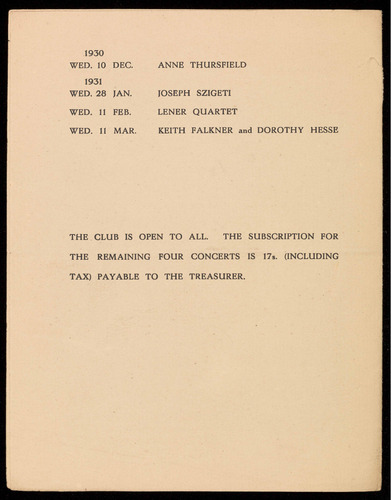 1930
WED. 10 DEC. ANNE THURSFIELD
1931
WED. 28 JAN. JOSEPH SZIGETI
WED. 11 FEB. LENER QUARTET
WED. 11 MAR. KEITH FALKNER and DOROTHY HESSE
THE CLUB IS OPEN TO ALL. THE SUBSCRIPTION FOR
THE REMAINING FOUR CONCERTS IS 17s. (INCLUDING
TAX) PAYABLE TO THE TREASURER.